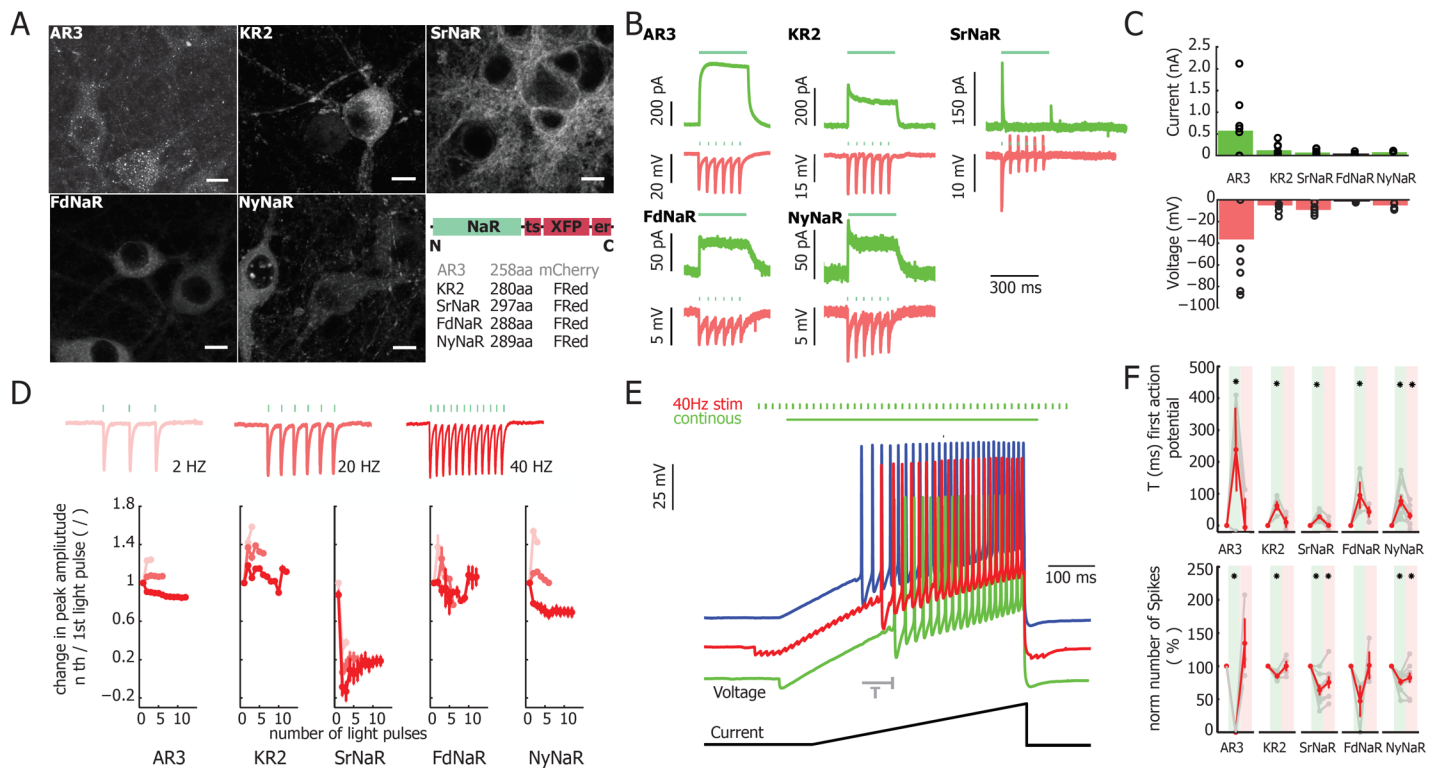 A
AR3
KR2
SrNaR
FdNaR
NyNaR
NaR
ts
XFP
er
N
C
AR3 258aa mCherry
KR2 280aa FRed
SrNaR 297aa FRed
FdNaR 288aa FRed
NyNaR 289aa FRed
B
AR3
KR2
SrNaR
200 pA
200 pA
150 pA
20 mV
15 mV
10 mV
FdNaR
NyNaR
50 pA
50 pA
5 mV
5 mV
300 ms
C
Current (nA)
2.5
2.0
1.5
1.0
0.5
0
AR3 KR2 SrNaR FdNaR NyNaR
Voltage (mV)
0
−20
−40
−60
−80
−100
D
2 HZ
20 HZ
40 HZ
change in peak ampliutude
n th / 1st light pulse ( / )
1.8
1.4
1
0.6
0.2
−0.2
0 5 10
0 5 10
0 5 10
0 5 10
0 5 10
number of light pulses
AR3 KR2 SrNaR FdNaR NyNaR
E
40Hz stim
continous
25 mV
100 ms
Voltage
T
Current
F
T (ms) first action
potential
500
400
300
200
100
0
* * * * * *
AR3 KR2 SrNaR FdNaR NyNaR
norm number of Spikes
( % )
250
200
150
100
50
0
* * * * * *
AR3 KR2 SrNaR FdNaR NyNaR